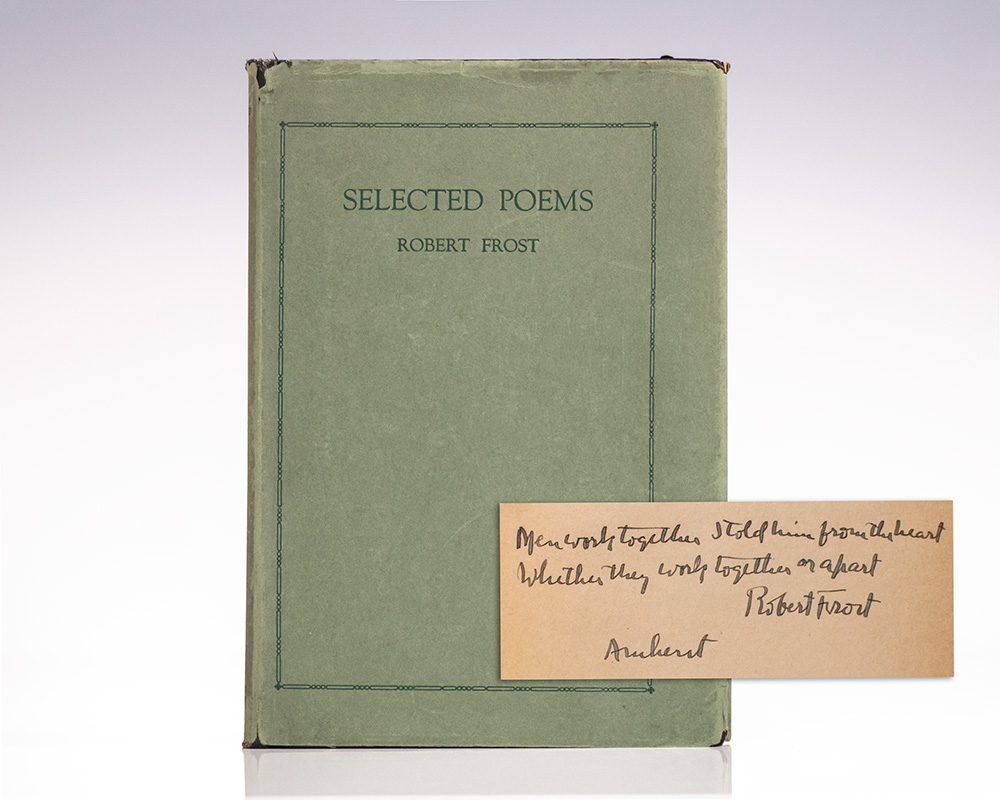 SELECTED POEMS
ROBERT FROST
Men work together I told him from the heart
Whether they work together or apart
Robert Frost
Amherst